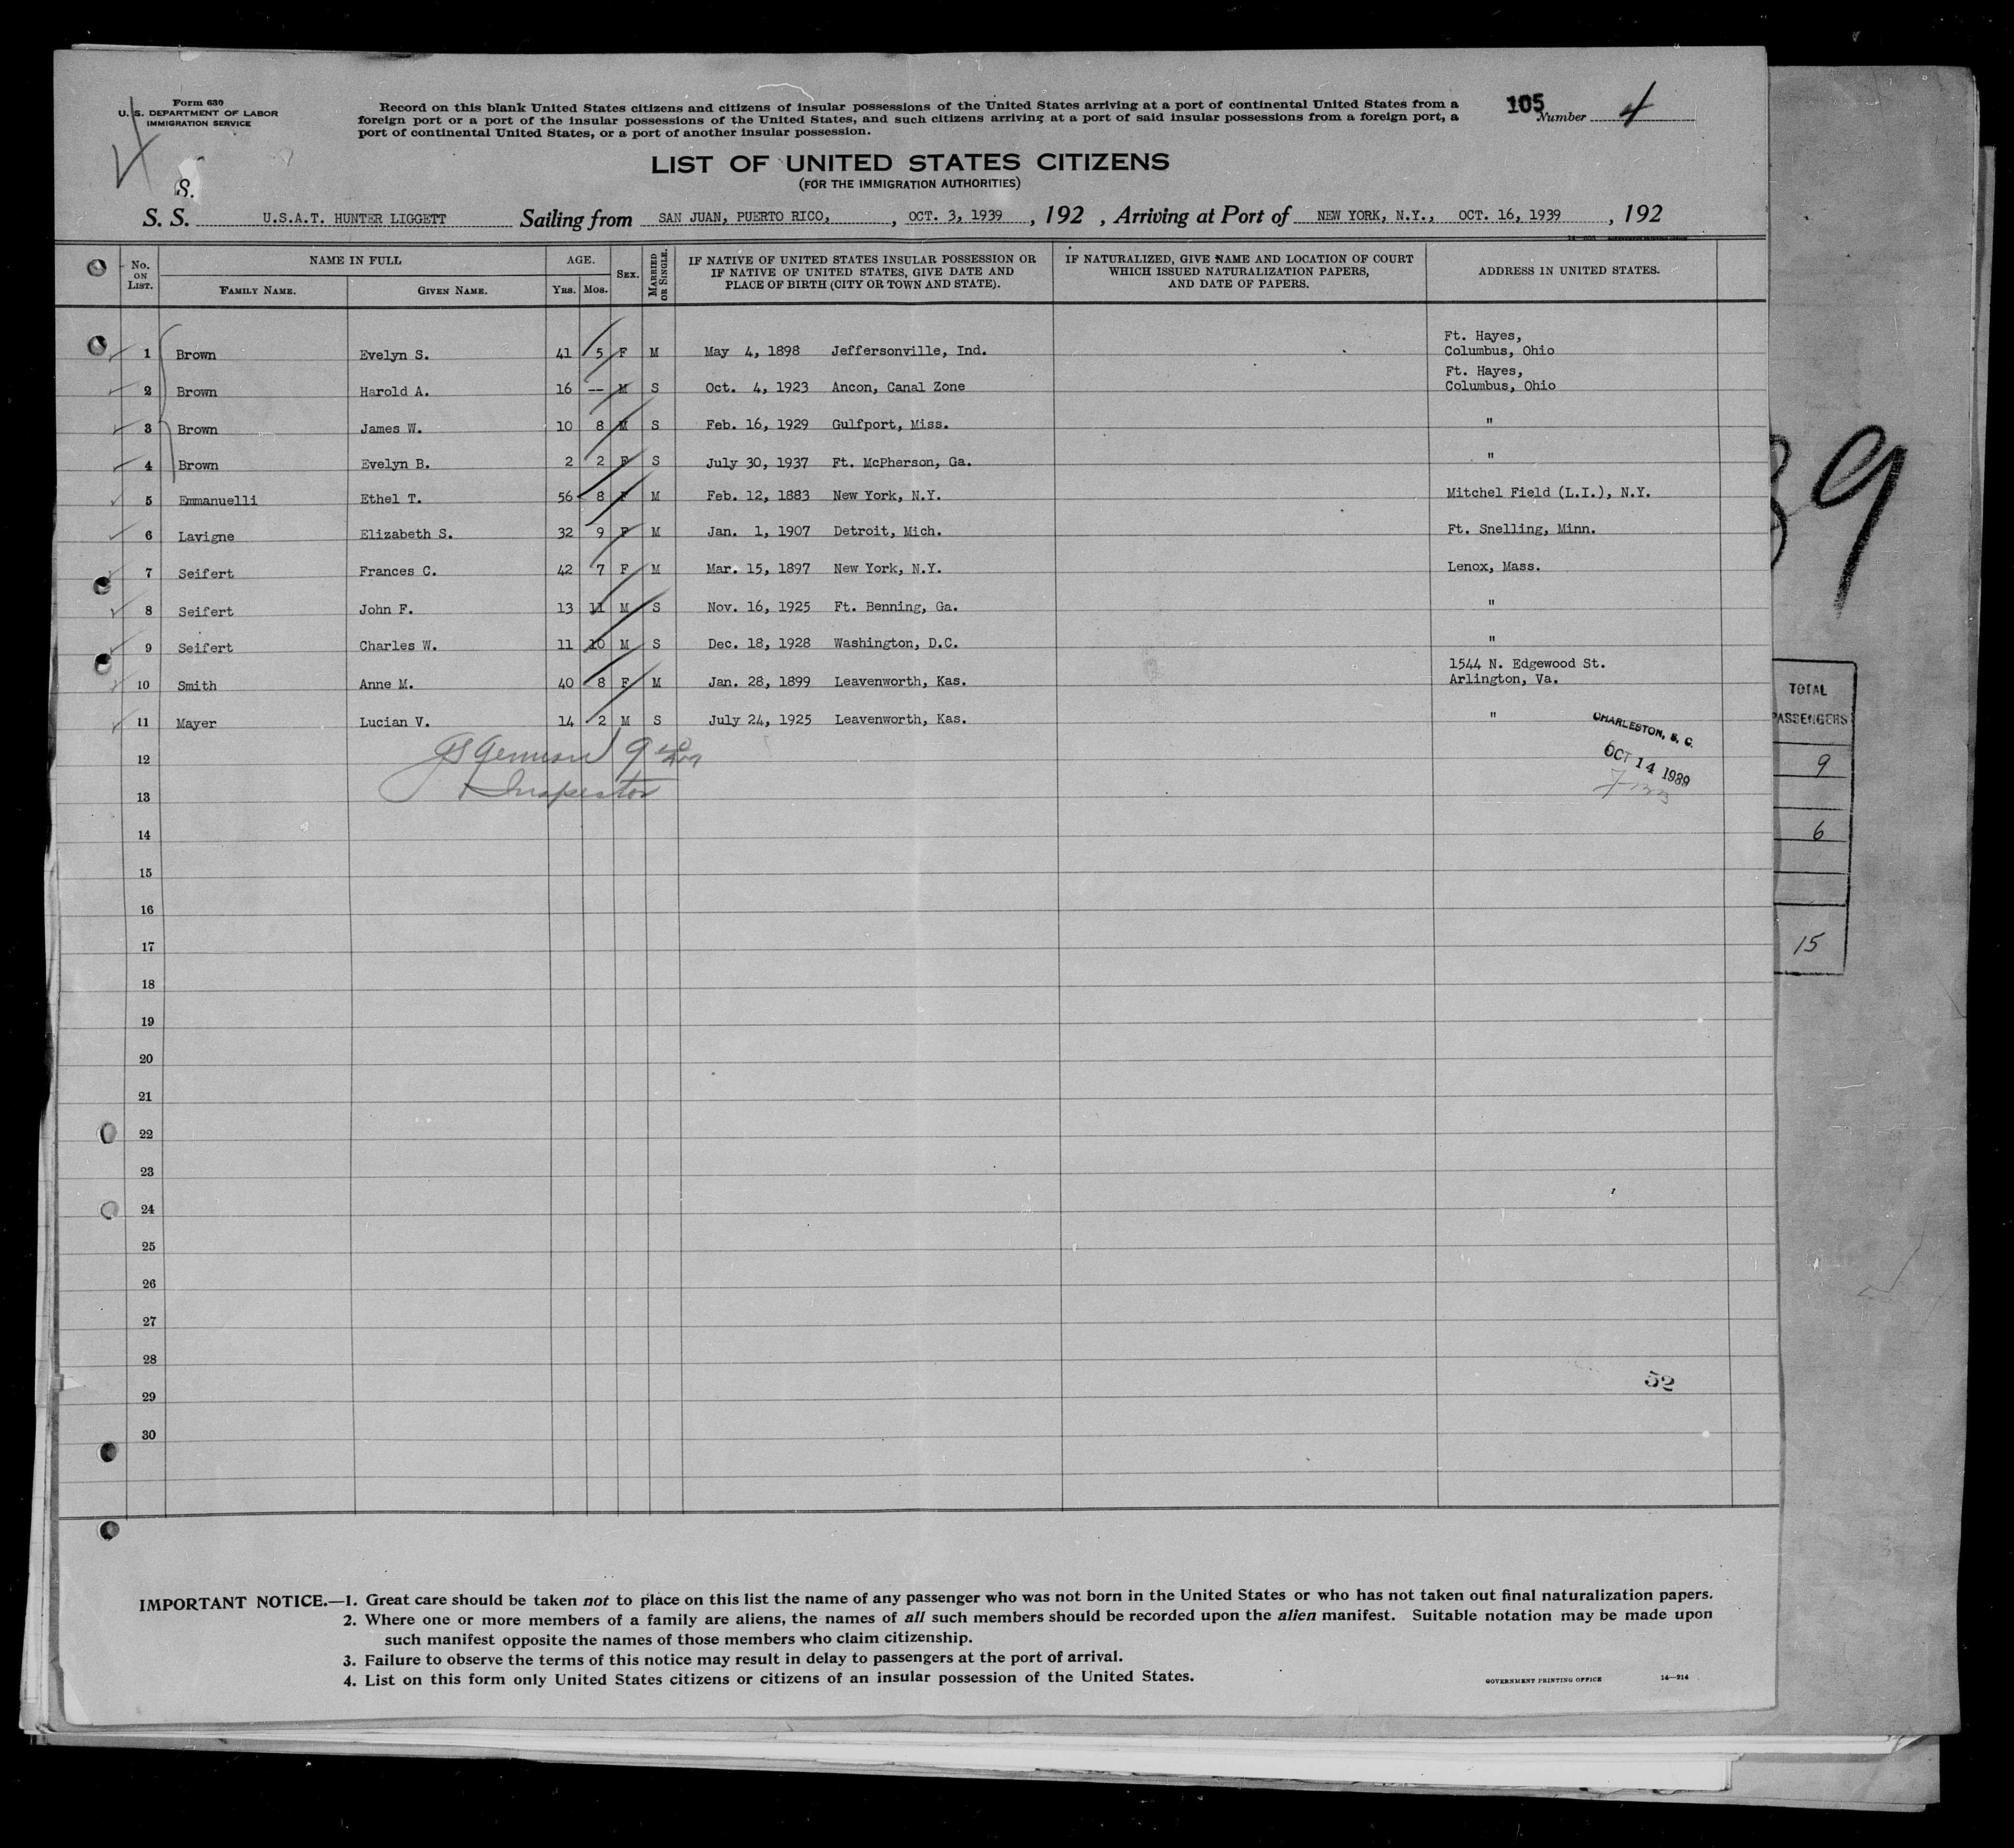 Form 630
U. S. DEPARTMENT OF LABOR
IMMIGRATION SERVICE
Record on this blank United States citizens and citizens of insular possessions of the United States arriving at a port of continental United States from a
foreign port or a port of the insular possessions of the United States, and such citizens arriving at a port of said insular possessions from a foreign port, a
port of continental United States, or a port of another insular possession.
105
Number 4
LIST OF UNITED STATES CITIZENS
(FOR THE IMMIGRATION AUTHORITIES)
S.
S. S. U.S.A.T. HUNTER LIGGETT Sailing from SAN JUAN, PUERTO RICO, , OCT. 3, 1939 , 192 , Arriving at Port of NEW YORK, N.Y., OCT. 16, 1939 , 192
No. ON LIST. NAME IN FULL AGE. SEX. MARRIED OR SINGLE. IF NATIVE OF UNITED STATES INSULAR POSSESSION OR IF NATIVE OF UNITED STATES, GIVE DATE AND PLACE OF BIRTH (CITY OR TOWN AND STATE). IF NATURALIZED, GIVE NAME AND LOCATION OF COURT WHICH ISSUED NATURALIZATION PAPERS, AND DATE OF PAPERS. ADDRESS IN UNITED STATES.
FAMILY NAME. GIVEN NAME. YRS. MOS.
1 Brown Evelyn S. 41 5 F M May 4, 1898 Jeffersonville, Ind. Ft. Hayes, Columbus, Ohio
2 Brown Harold A. 16 -- M S Oct. 4, 1923 Ancon, Canal Zone Ft. Hayes, Columbus, Ohio
3 Brown James W. 10 8 M S Feb. 16, 1929 Gulfport, Miss. "
4 Brown Evelyn B. 2 2 F S July 30, 1937 Ft. McPherson, Ga. "
5 Emmanuelli Ethel T. 56 8 F M Feb. 12, 1883 New York, N.Y. Mitchel Field (L.I.), N.Y.
6 Lavigne Elizabeth S. 32 9 F M Jan. 1, 1907 Detroit, Mich. Ft. Snelling, Minn.
7 Seifert Frances C. 42 7 F M Mar. 15, 1897 New York, N.Y. Lenox, Mass.
8 Seifert John F. 13 11 M S Nov. 16, 1925 Ft. Benning, Ga. "
9 Seifert Charles W. 11 10 M S Dec. 18, 1928 Washington, D.C. "
10 Smith Anne M. 40 8 F M Jan. 28, 1899 Leavenworth, Kas. 1544 N. Edgewood St. Arlington, Va.
11 Mayer Lucian V. 14 2 M S July 24, 1925 Leavenworth, Kas. "
CHARLESTON, S. C.
OCT 14 1939
12
Inspector
13
14
15
16
17
18
19
20
21
22
23
24
25
26
27
28
52
29
30
IMPORTANT NOTICE.—1. Great care should be taken not to place on this list the name of any passenger who was not born in the United States or who has not taken out final naturalization papers.
2. Where one or more members of a family are aliens, the names of all such members should be recorded upon the alien manifest. Suitable notation may be made upon
such manifest opposite the names of those members who claim citizenship.
3. Failure to observe the terms of this notice may result in delay to passengers at the port of arrival.
4. List on this form only United States citizens or citizens of an insular possession of the United States.
GOVERNMENT PRINTING OFFICE 14—214
39
TOTAL
PASSENGERS
9
6
15